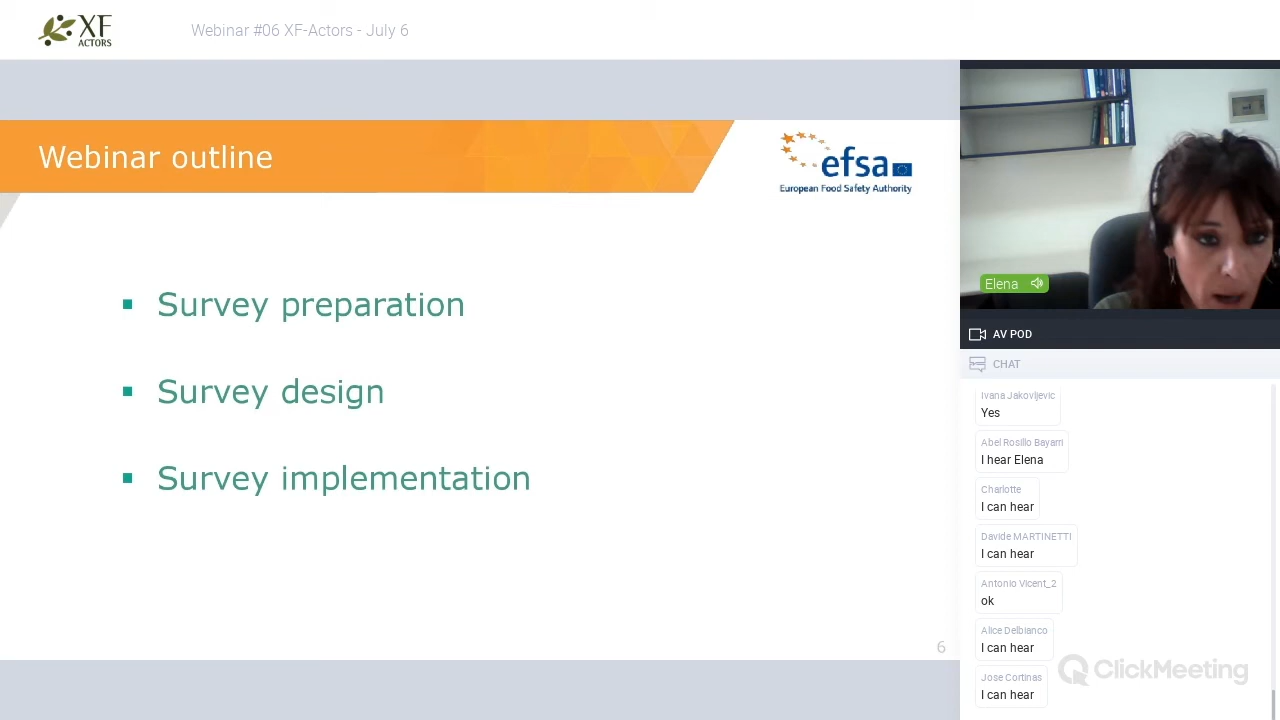 XF
ACTORS
Webinar #06 XF-Actors - July 6
Webinar outline
efsa
European Food Safety Authority
▪ Survey preparation
▪ Survey design
▪ Survey implementation
6
Elena
AV POD
CHAT
Ivana Jakovljevic
Yes
Abel Rosillo Bayarri
I hear Elena
Charlotte
I can hear
Davide MARTINETTI
I can hear
Antonio Vicent_2
ok
Alice Delbianco
I can hear
Jose Cortinas
I can hear
ClickMeeting